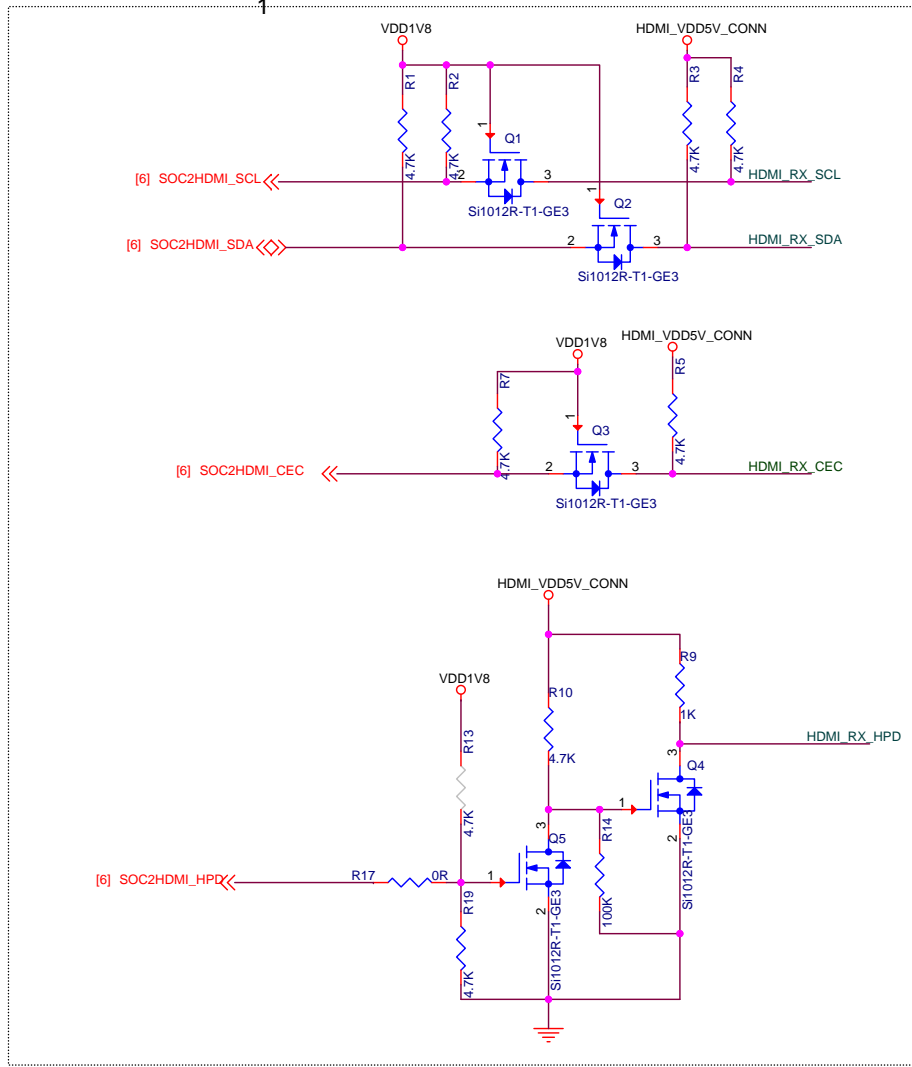 1
VDD1V8
HDMI_VDD5V_CONN
R1
R2
R3
R4
1
Q1
4.7K
4.7K
4.7K
4.7K
[6] SOC2HDMI_SCL
2
3
HDMI_RX_SCL
Si1012R-T1-GE3
1
Q2
[6] SOC2HDMI_SDA
2
3
HDMI_RX_SDA
Si1012R-T1-GE3
HDMI_VDD5V_CONN
VDD1V8
R7
R5
1
Q3
4.7K
4.7K
[6] SOC2HDMI_CEC
2
3
HDMI_RX_CEC
Si1012R-T1-GE3
HDMI_VDD5V_CONN
R9
VDD1V8
R10
1K
HDMI_RX_HPD
R13
4.7K
3
Q4
4.7K
1
R14
2
Si1012R-T1-GE3
3
Q5
[6] SOC2HDMI_HPD
R17
0R
1
R19
2
100K
Si1012R-T1-GE3
4.7K